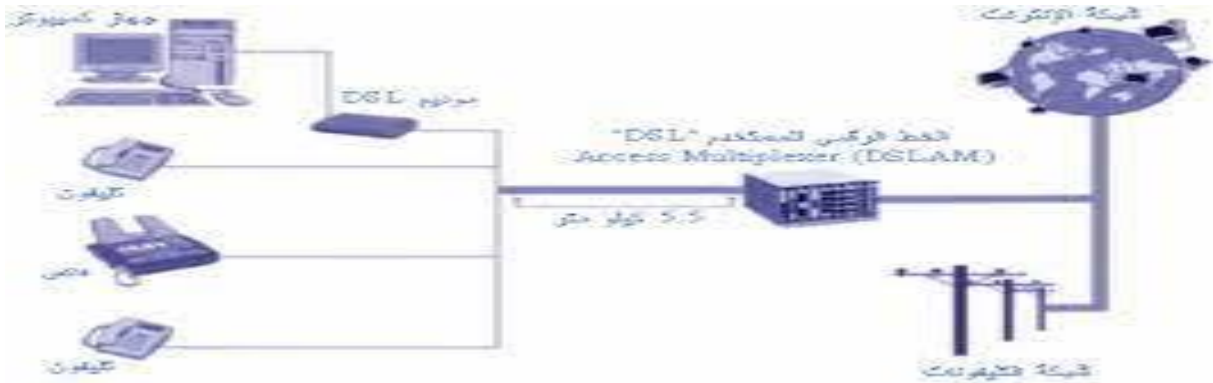 جهاز كمبيوتر
شبكة الإنترنت
مودم DSL
الخط الرقمي للمستخدم "DSL"
Access Multiplexer (DSLAM)
تليفون
5.5 كيلو متر
فاكس
تليفون
شبكة التليفونات